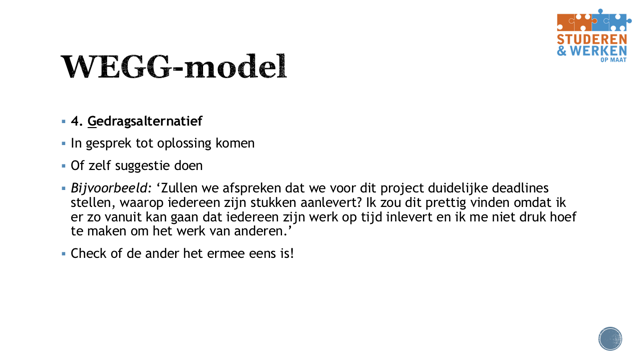 STUDEREN
& WERKEN
OP MAAT
WEGG-model
4. Gedragsalternatief
In gesprek tot oplossing komen
Of zelf suggestie doen
Bijvoorbeeld: ‘Zullen we afspreken dat we voor dit project duidelijke deadlines
stellen, waarop iedereen zijn stukken aanlevert? Ik zou dit prettig vinden omdat ik
er zo vanuit kan gaan dat iedereen zijn werk op tijd inlevert en ik me niet druk hoef
te maken om het werk van anderen.’
Check of de ander het ermee eens is!